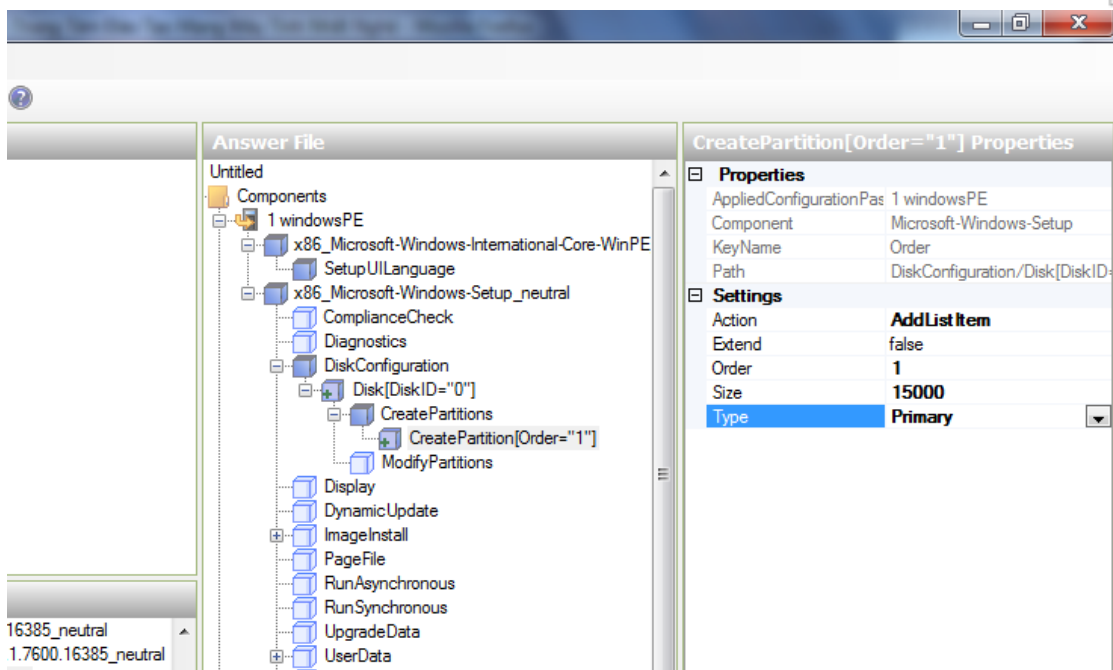 Answer File
Untitled
Components
1 windowsPE
x86_Microsoft-Windows-International-Core-WinPE
SetupUILanguage
x86_Microsoft-Windows-Setup_neutral
ComplianceCheck
Diagnostics
DiskConfiguration
Disk[DiskID="0"]
CreatePartitions
CreatePartition[Order="1"]
ModifyPartitions
Display
DynamicUpdate
ImageInstall
PageFile
RunAsynchronous
RunSynchronous
UpgradeData
UserData
CreatePartition[Order="1"] Properties
Properties
AppliedConfigurationPas 1 windowsPE
Component Microsoft-Windows-Setup
KeyName Order
Path DiskConfiguration/Disk[DiskID=
Settings
Action AddListItem
Extend false
Order 1
Size 15000
Type Primary
16385_neutral
1.7600.16385_neutral